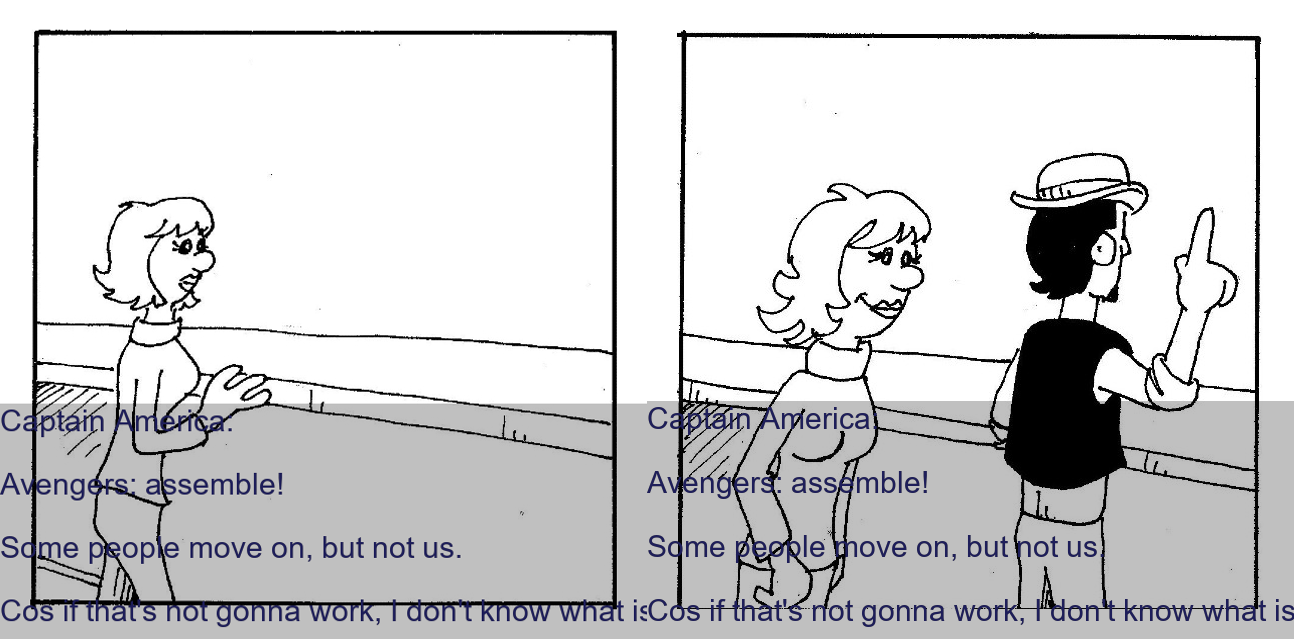 Captain America:
Avengers: assemble!
Some people move on, but not us.
Cos if that's not gonna work, I don't know what is
Captain America
Avengers: assemble!
Some people move on, but not us
Cos if that's not gonna work, I don't know what is